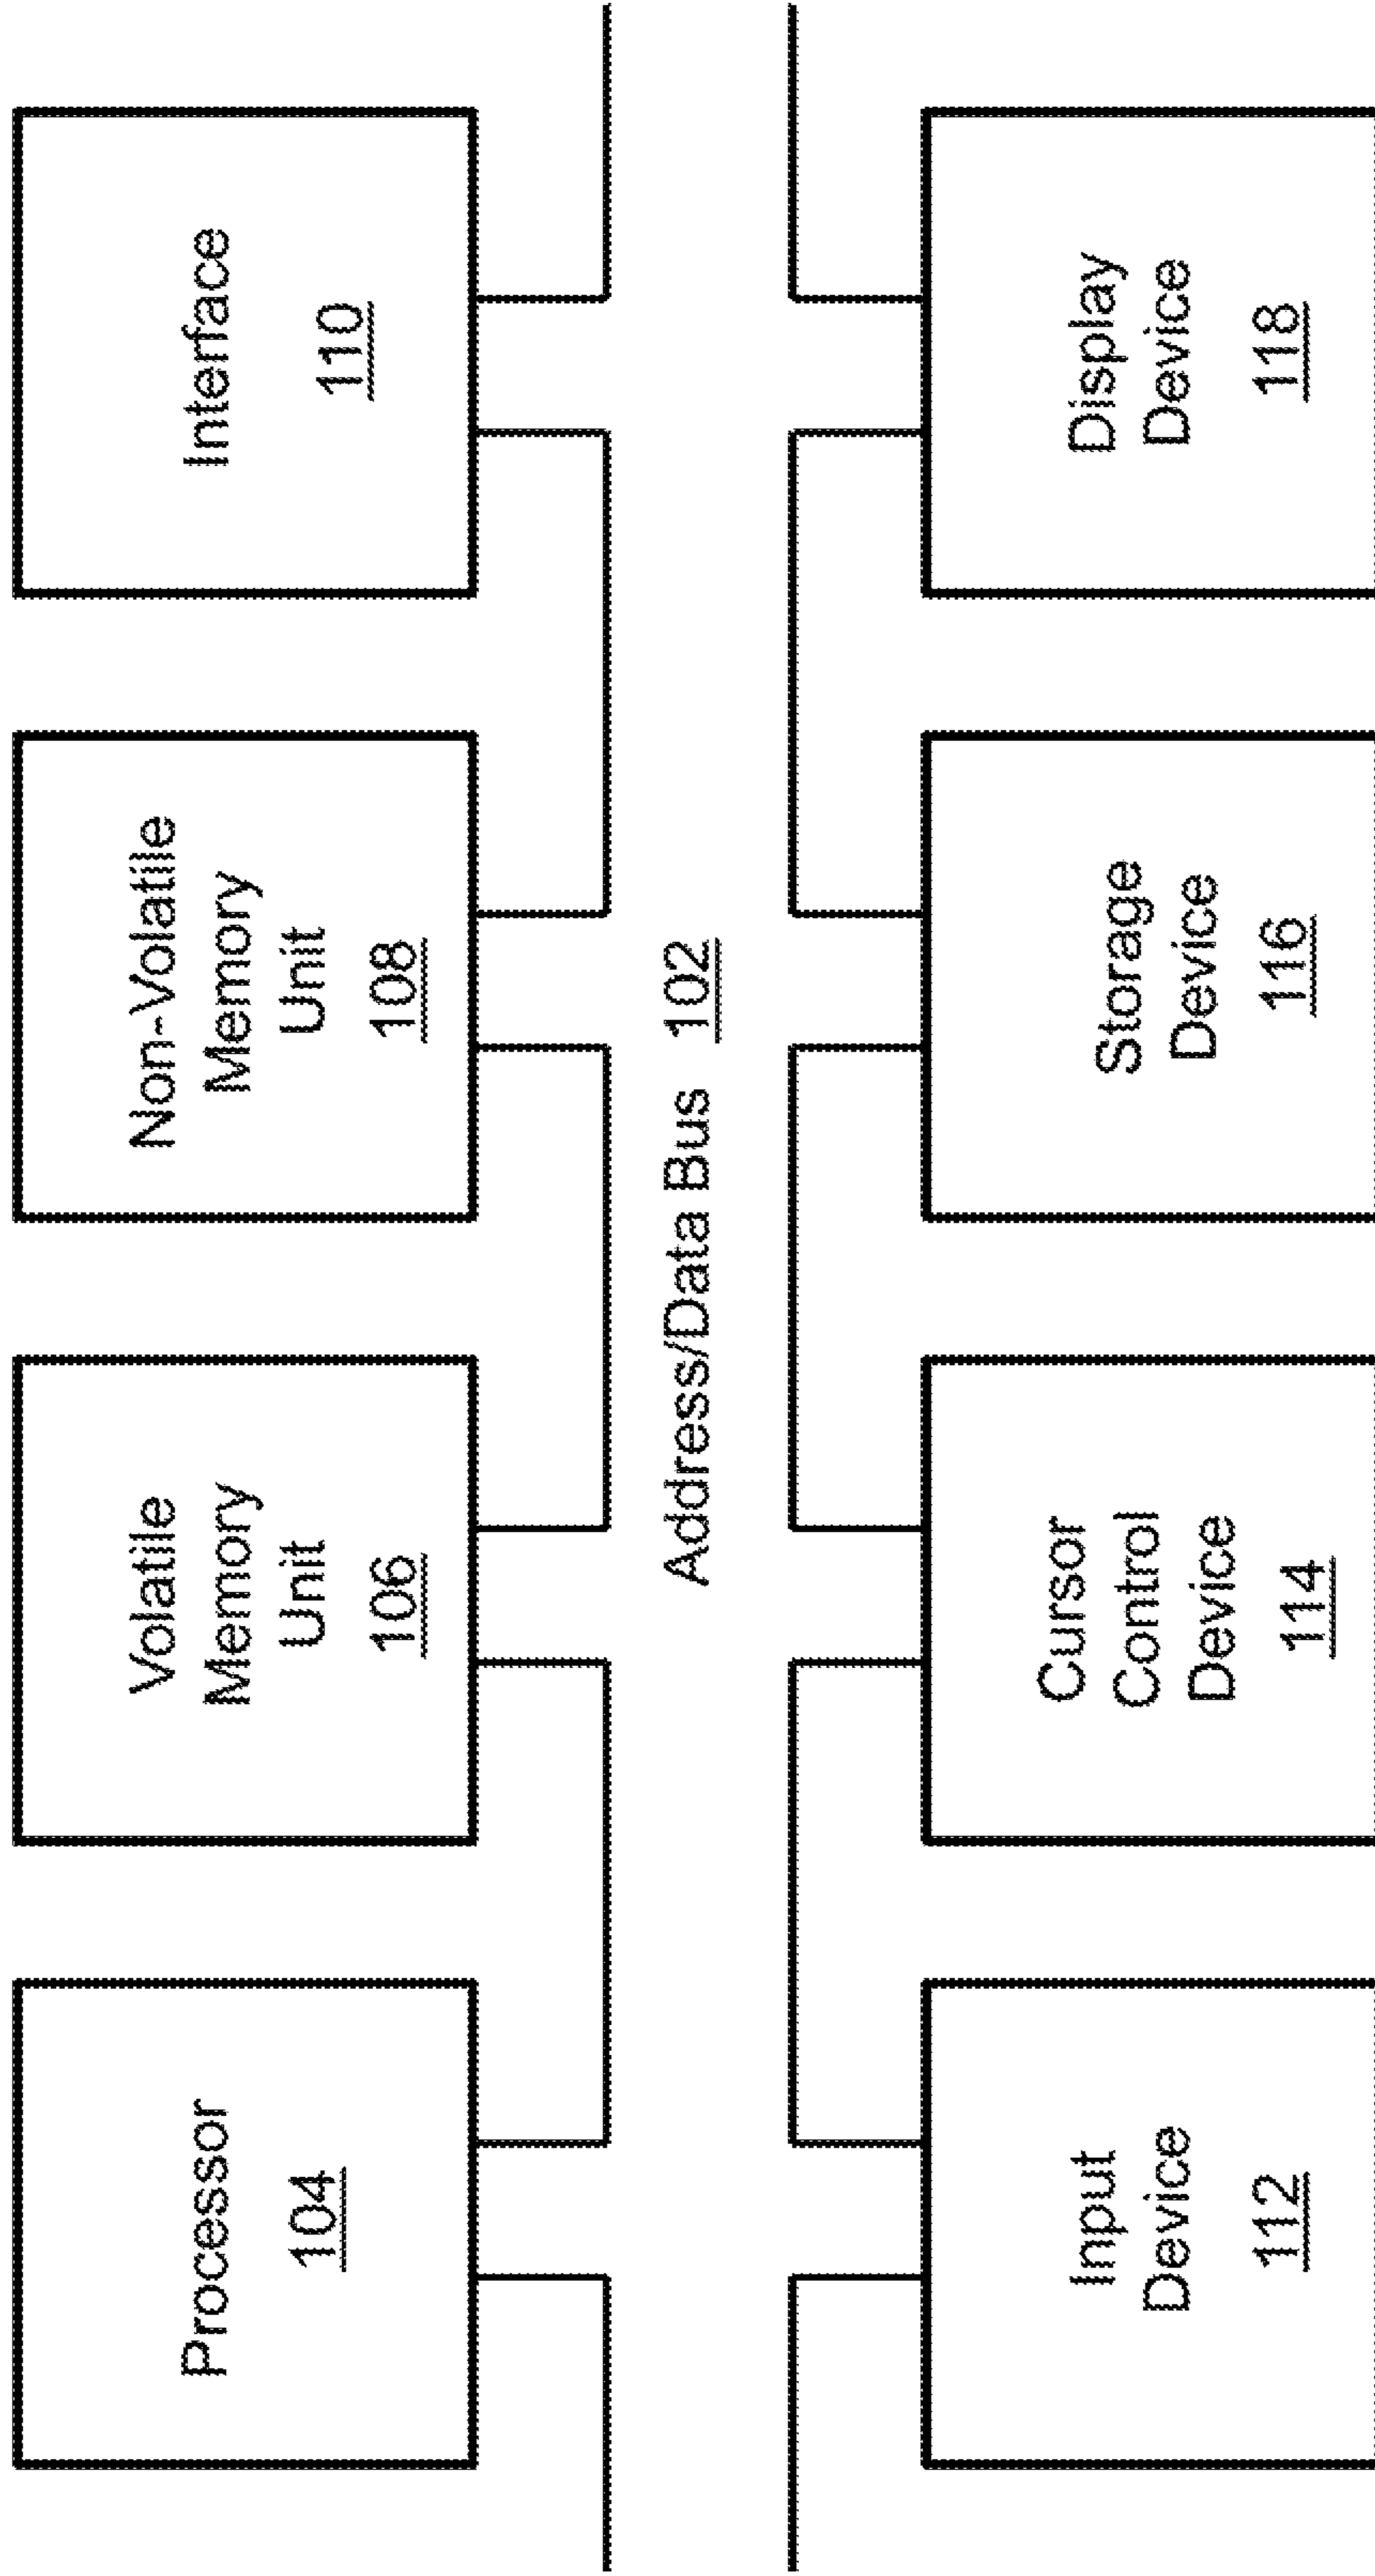 Processor
104
Volatile
Memory
Unit
106
Non-Volatile
Memory
Unit
108
Interface
110
Address/Data Bus 102
Input
Device
112
Cursor
Control
Device
114
Storage
Device
116
Display
Device
118